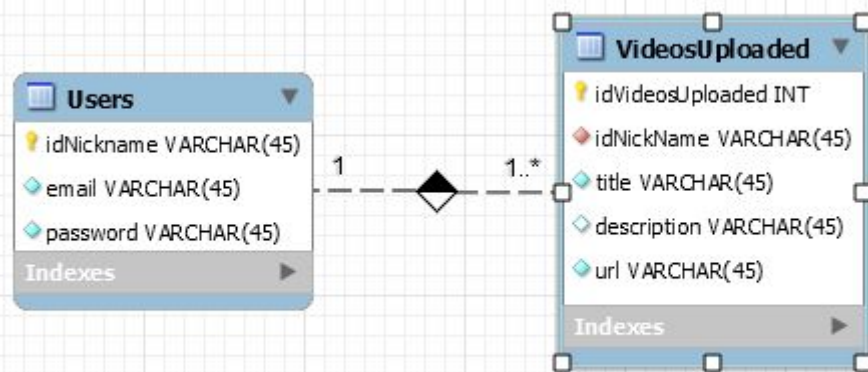 Users
idNickname VARCHAR(45)
email VARCHAR(45)
password VARCHAR(45)
Indexes
1
1..*
VideosUploaded
idVideosUploaded INT
idNickName VARCHAR(45)
title VARCHAR(45)
description VARCHAR(45)
url VARCHAR(45)
Indexes